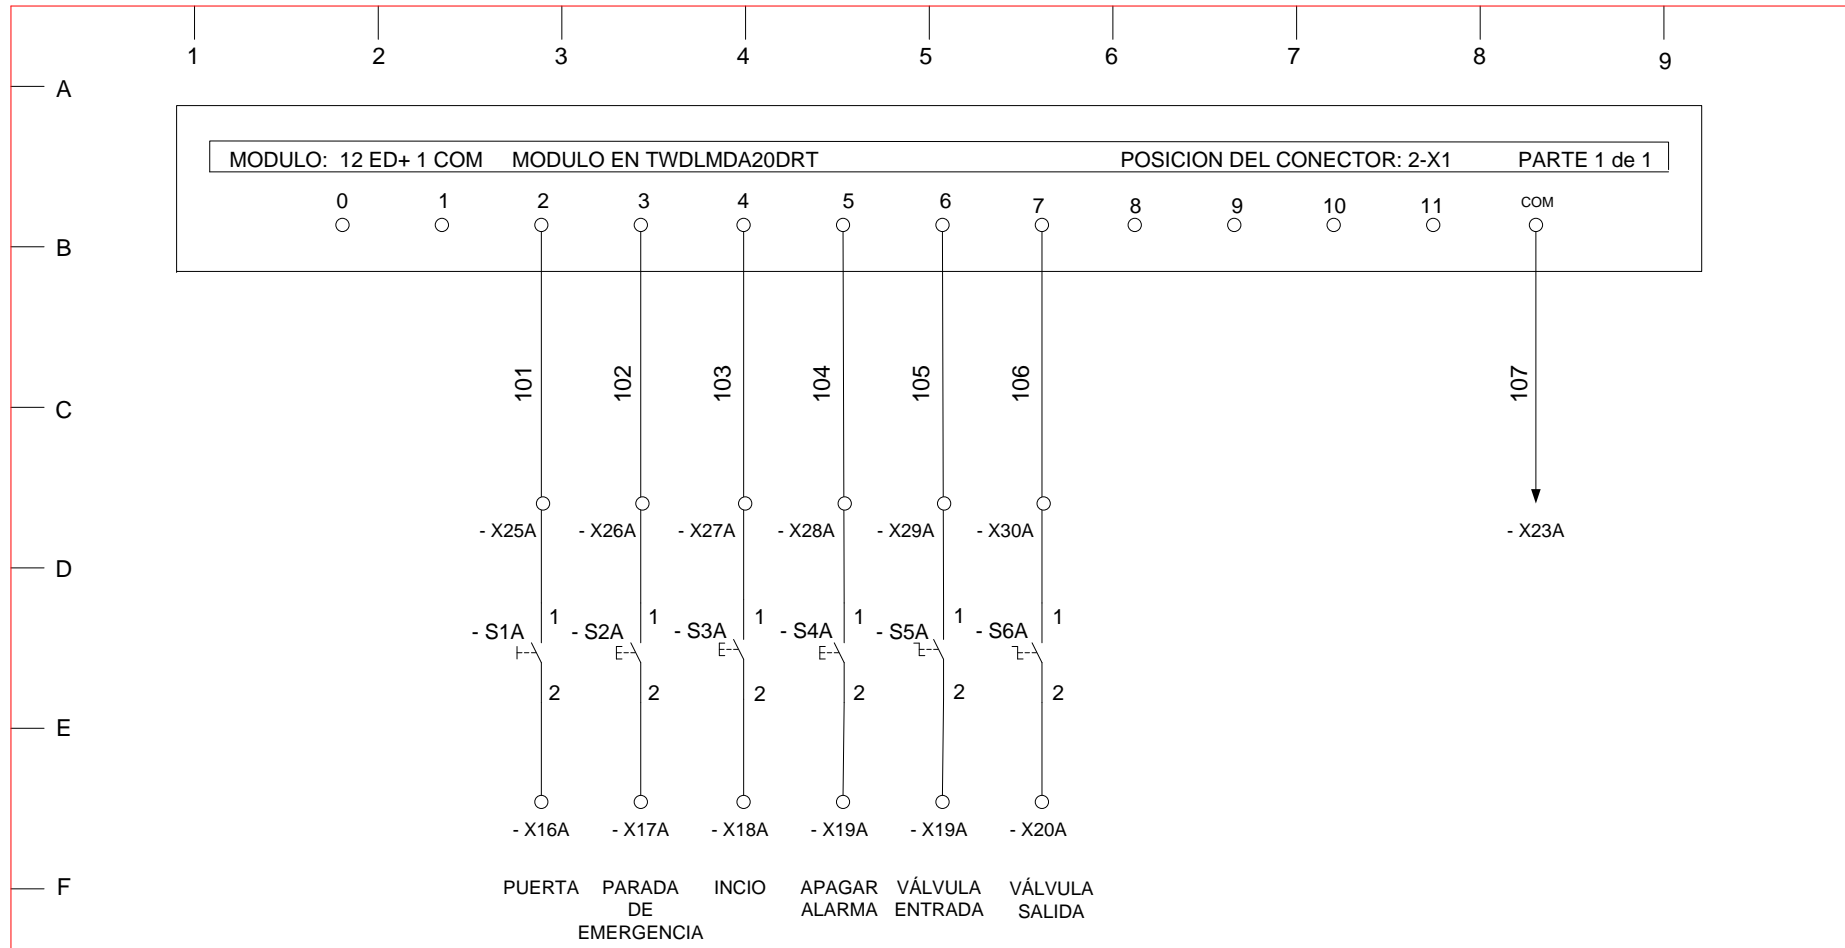 1 2 3 4 5 6 7 8 9
A
MODULO: 12 ED+ 1 COM MODULO EN TWDLMDA20DRT POSICION DEL CONECTOR: 2-X1 PARTE 1 de 1
0 1 2 3 4 5 6 7 8 9 10 11 COM
B
101 102 103 104 105 106 107
C
- X25A - X26A - X27A - X28A - X29A - X30A - X23A
D
1 1 1 1 1 1
- S1A - S2A - S3A - S4A - S5A - S6A
2 2 2 2 2 2
E
- X16A - X17A - X18A - X19A - X19A - X20A
F
PUERTA PARADA INCIO APAGAR VÁLVULA VÁLVULA
DE ALARMA ENTRADA SALIDA
EMERGENCIA